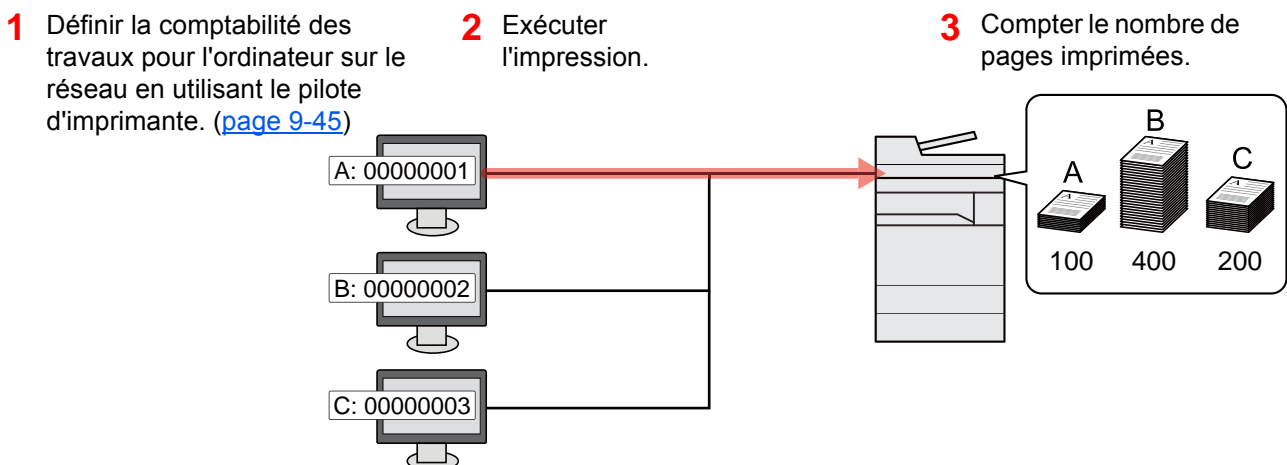 1 Définir la comptabilité des
travaux pour l'ordinateur sur le
réseau en utilisant le pilote
d'imprimante. (page 9-45)
2 Exécuter
l'impression.
3 Compter le nombre de
pages imprimées.
A: 00000001
B: 00000002
C: 00000003
A
B
C
100 400 200